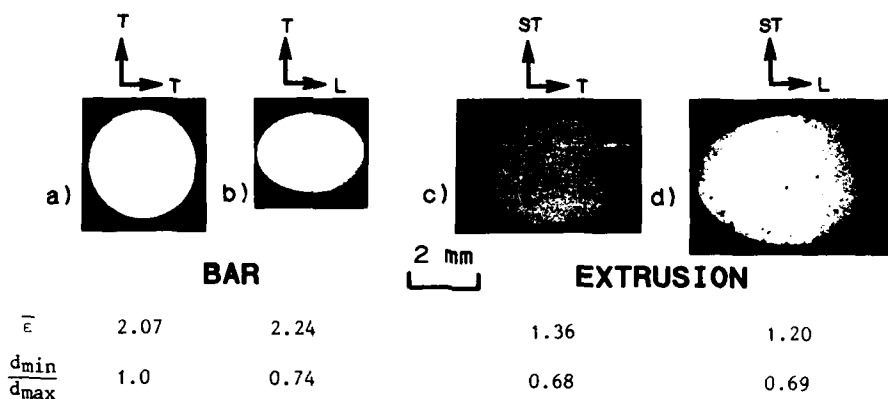 T T ST ST
T L T L
a) b) c) d)
BAR 2 mm EXTRUSION
ε̅ 2.07 2.24 1.36 1.20
dmin
dmax 1.0 0.74 0.68 0.69